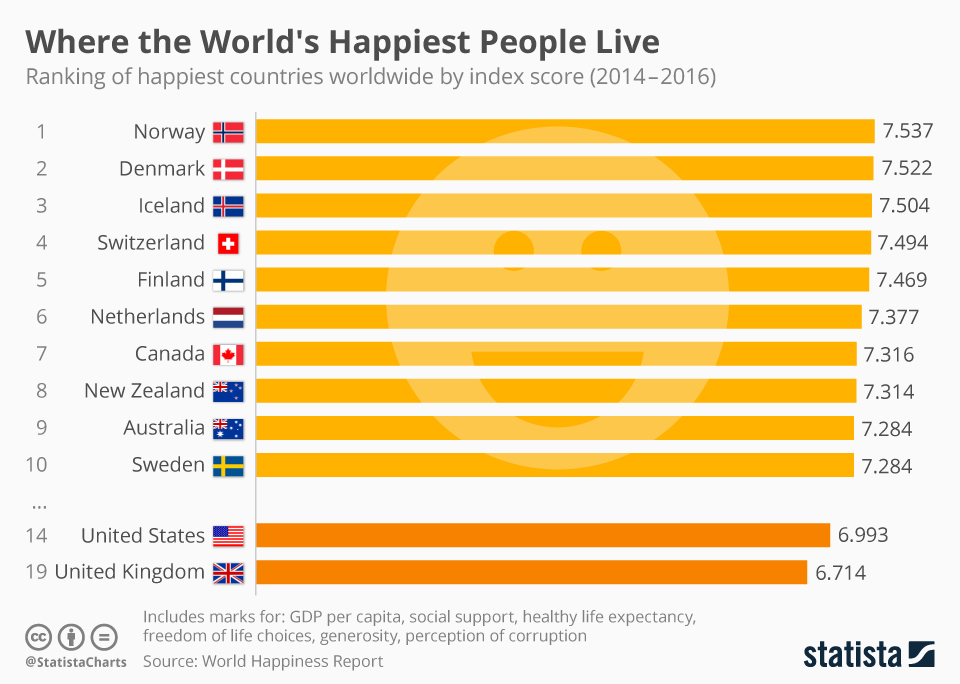 Where the World's Happiest People Live
Ranking of happiest countries worldwide by index score (2014–2016)
1 Norway 7.537
2 Denmark 7.522
3 Iceland 7.504
4 Switzerland 7.494
5 Finland 7.469
6 Netherlands 7.377
7 Canada 7.316
8 New Zealand 7.314
9 Australia 7.284
10 Sweden 7.284
...
14 United States 6.993
19 United Kingdom 6.714
Includes marks for: GDP per capita, social support, healthy life expectancy,
freedom of life choices, generosity, perception of corruption
cc
@StatistaCharts Source: World Happiness Report
statista